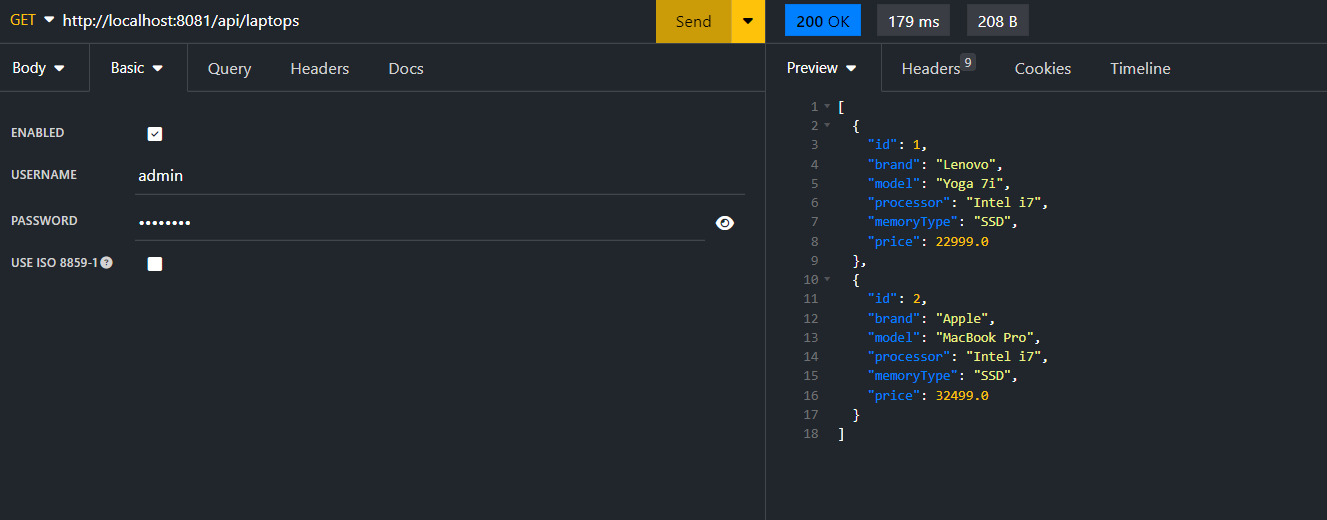 GET http://localhost:8081/api/laptops Send 200 OK 179 ms 208 B
Body Basic Query Headers Docs
ENABLED
USERNAME admin
PASSWORD ••••••••
USE ISO 8859-1 ?
Preview Headers 9 Cookies Timeline
1 [
2 {
3 "id": 1,
4 "brand": "Lenovo",
5 "model": "Yoga 7i",
6 "processor": "Intel i7",
7 "memoryType": "SSD",
8 "price": 22999.0
9 },
10 {
11 "id": 2,
12 "brand": "Apple",
13 "model": "MacBook Pro",
14 "processor": "Intel i7",
15 "memoryType": "SSD",
16 "price": 32499.0
17 }
18 ]